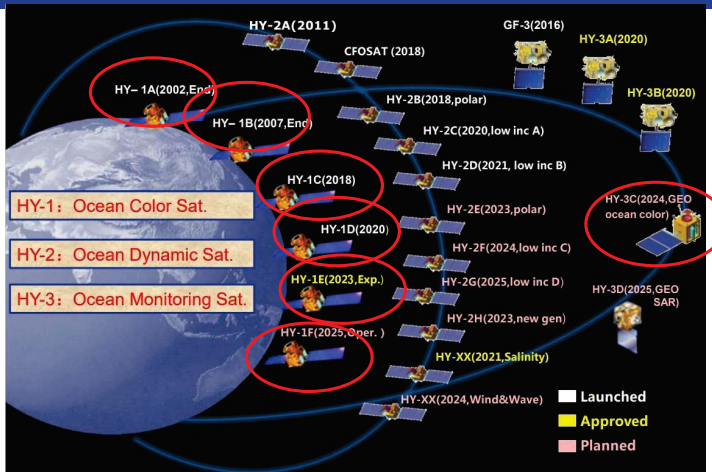 HY-2A(2011)
CFOSAT (2018)
GF-3(2016)
HY-3A(2020)
HY-3B(2020)
HY– 1A(2002,End)
HY– 1B(2007,End)
HY-2B(2018,polar)
HY-2C(2020,low inc A)
HY-2D(2021, low inc B)
HY-1C(2018)
HY-1: Ocean Color Sat.
HY-2E(2023,polar)
HY-3C(2024,GEO
ocean color)
HY-1D(2020)
HY-2: Ocean Dynamic Sat.
HY-2F(2024,low inc C)
HY-1E(2023,Exp.)
HY-2G(2025,low inc D)
HY-3D(2025,GEO
SAR)
HY-3: Ocean Monitoring Sat.
HY-2H(2023,new gen)
HY-1F(2025,Oper. )
HY-XX(2021,Salinity)
HY-XX(2024,Wind&Wave)
Launched
Approved
Planned